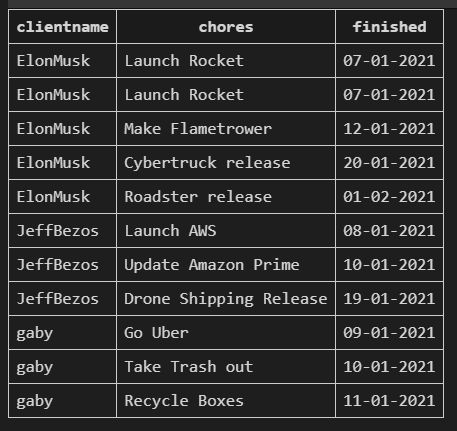 clientname chores finished
ElonMusk Launch Rocket 07-01-2021
ElonMusk Launch Rocket 07-01-2021
ElonMusk Make Flametrower 12-01-2021
ElonMusk Cybertruck release 20-01-2021
ElonMusk Roadster release 01-02-2021
JeffBezos Launch AWS 08-01-2021
JeffBezos Update Amazon Prime 10-01-2021
JeffBezos Drone Shipping Release 19-01-2021
gaby Go Uber 09-01-2021
gaby Take Trash out 10-01-2021
gaby Recycle Boxes 11-01-2021